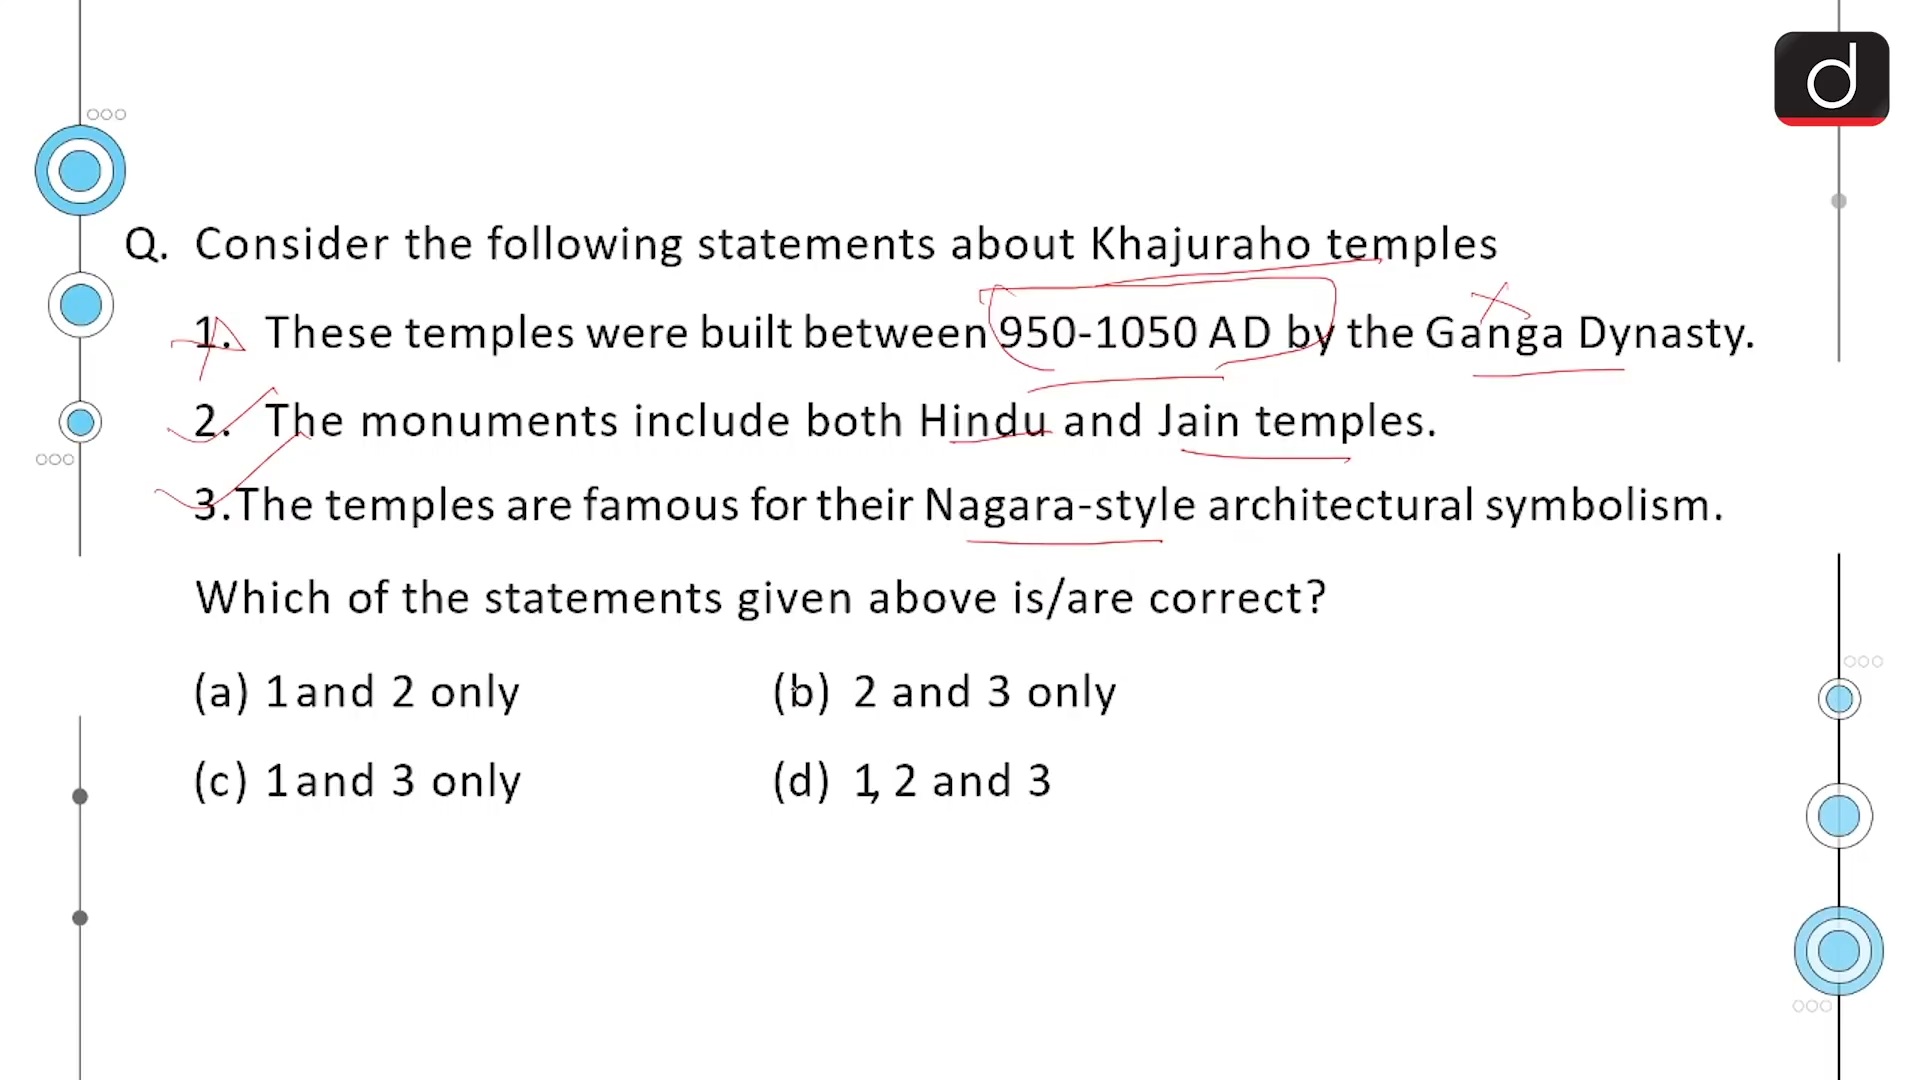 d
Q. Consider the following statements about Khajuraho temples
1. These temples were built between 950-1050 AD by the Ganga Dynasty.
2. The monuments include both Hindu and Jain temples.
3.The temples are famous for their Nagara-style architectural symbolism.
Which of the statements given above is/are correct?
(a) 1 and 2 only (b) 2 and 3 only
(c) 1 and 3 only (d) 1, 2 and 3